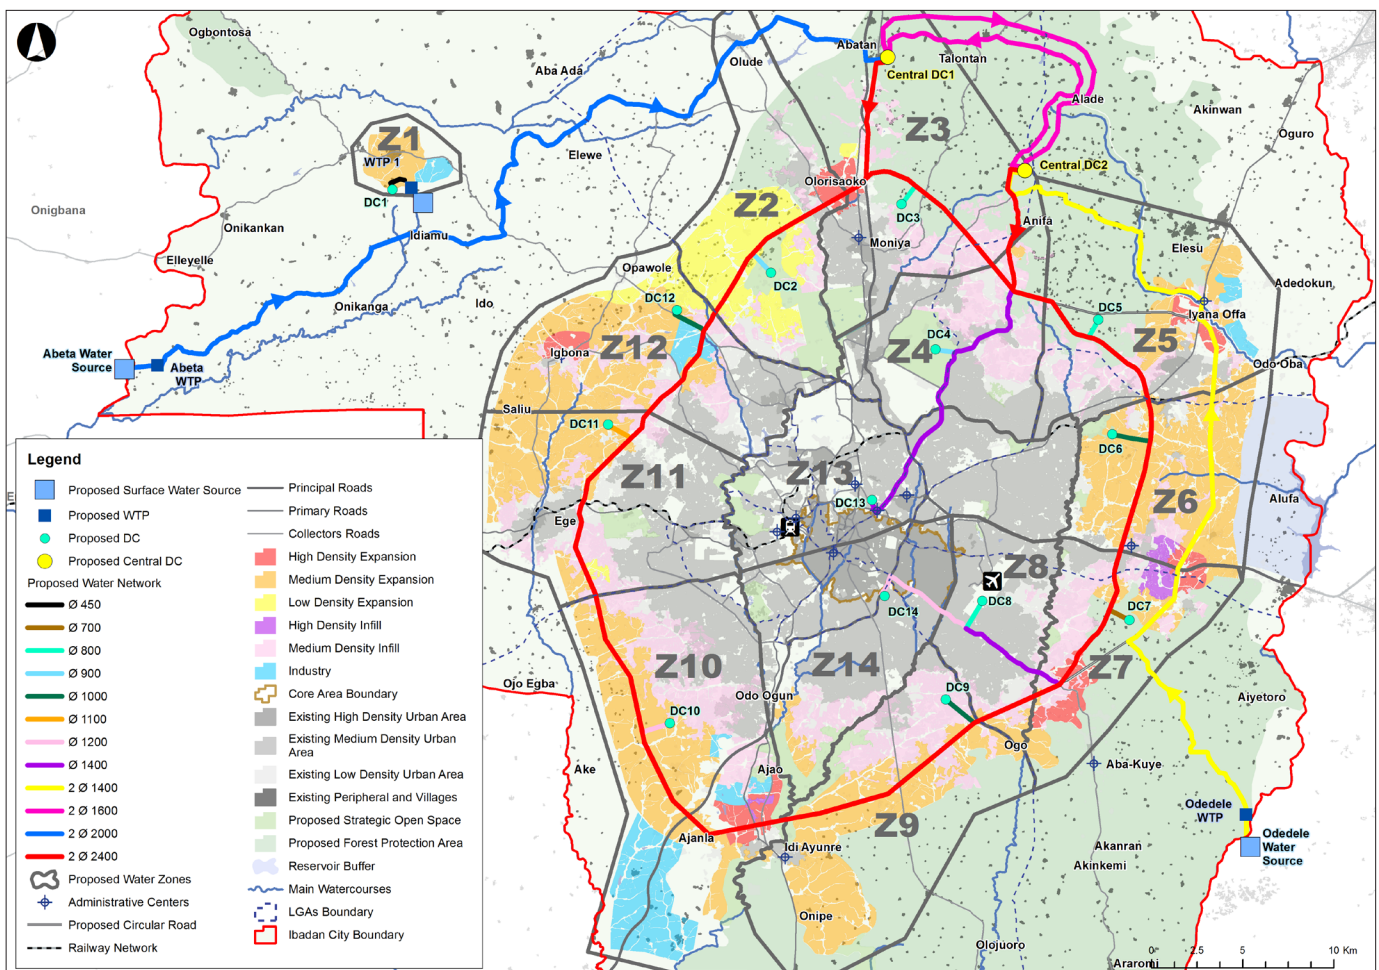 Ogbontosa
Olude
Abatan
Talontan
Central DC1
Aba Ada
Alade
Akinwan
Oguro
Z3
Z1
WTP 1
Elewe
Central DC2
Olorisaoko
DC1
Onigbana
Z2
DC3
Anifa
Onikankan
Idiamu
Moniya
Elesu
Elleyelle
Opawole
DC2
Adedokun
Onikanga
Ido
DC12
DC5
Iyana Offa
DC4
Z5
Abeta Water
Source
Abeta
WTP
Igbona
Z12
Z4
Odo Oba
Saliu
DC11
DC6
Z11
Z13
DC13
Z6
Alufa
Ege
Z8
DC8
DC14
DC7
Z10
Z14
Z7
Ojo Egba
Odo Ogun
DC9
Aiyetoro
DC10
Ogo
Ake
Ajao
Aba-Kuye
Odedele
WTP
Odedele
Water
Source
Ajanla
Z9
Idi Ayunre
Akanran
Akinkemi
Onipe
Olojuoro
Araromi
0 2.5 5 10 Km
Legend
Proposed Surface Water Source
Proposed WTP
Proposed DC
Proposed Central DC
Proposed Water Network
Ø 450
Ø 700
Ø 800
Ø 900
Ø 1000
Ø 1100
Ø 1200
Ø 1400
2 Ø 1400
2 Ø 1600
2 Ø 2000
2 Ø 2400
Proposed Water Zones
Administrative Centers
Proposed Circular Road
Railway Network
Principal Roads
Primary Roads
Collectors Roads
High Density Expansion
Medium Density Expansion
Low Density Expansion
High Density Infill
Medium Density Infill
Industry
Core Area Boundary
Existing High Density Urban Area
Existing Medium Density Urban
Area
Existing Low Density Urban Area
Existing Peripheral and Villages
Proposed Strategic Open Space
Proposed Forest Protection Area
Reservoir Buffer
Main Watercourses
LGAs Boundary
Ibadan City Boundary